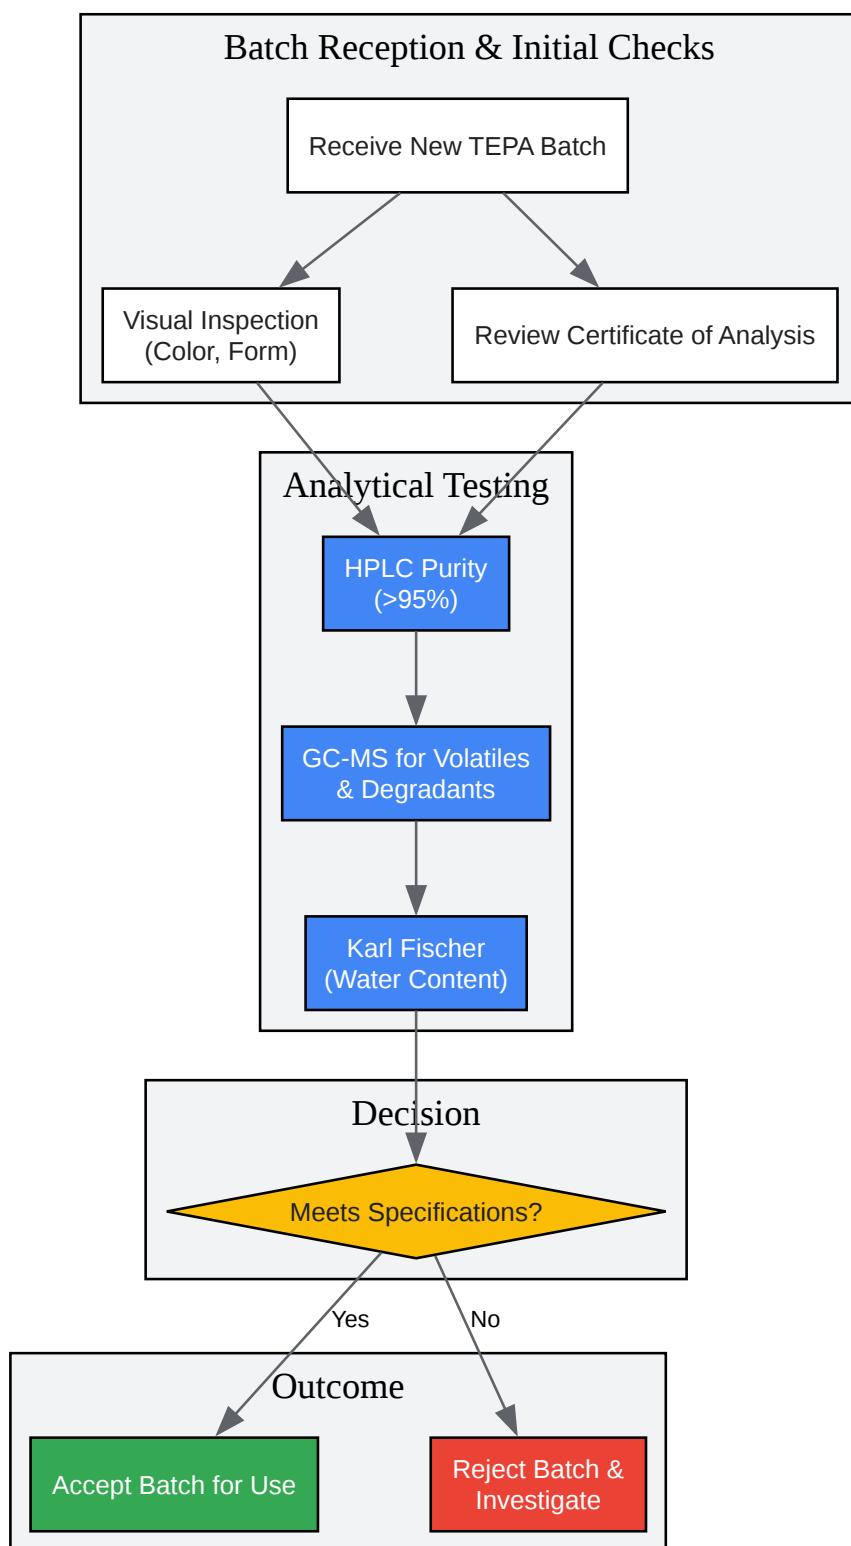 Batch Reception & Initial Checks
Receive New TEPA Batch
Visual Inspection
(Color, Form)
Review Certificate of Analysis
Analytical Testing
HPLC Purity
(>95%)
GC-MS for Volatiles
& Degradants
Karl Fischer
(Water Content)
Decision
Meets Specifications?
Yes
No
Outcome
Accept Batch for Use
Reject Batch &
Investigate